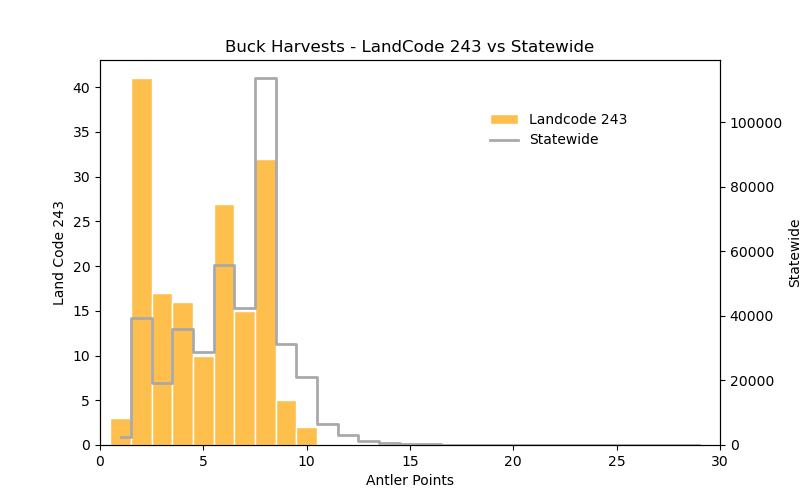 Buck Harvests - LandCode 243 vs Statewide
Landcode 243
Statewide
Land Code 243
40
35
30
25
20
15
10
5
0
100000
80000
60000
40000
20000
0
Statewide
0 5 10 15 20 25 30
Antler Points